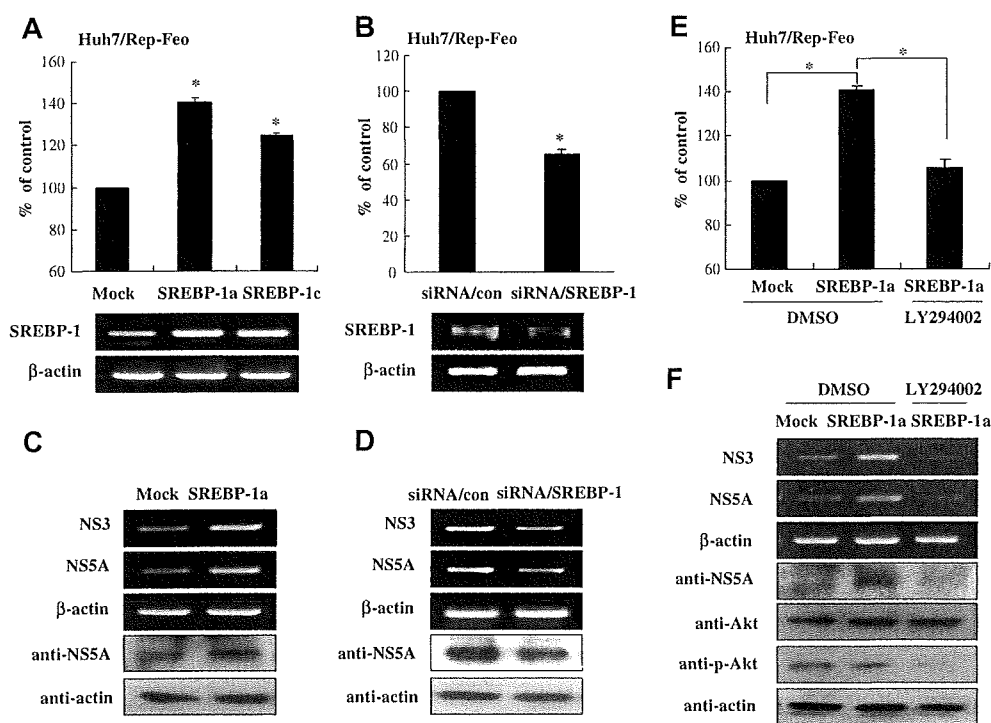 A
Huh7/Rep-Feo
% of control
160
140
120
100
80
60
*
*
Mock SREBP-1a SREBP-1c
SREBP-1
β-actin
B
Huh7/Rep-Feo
% of control
120
100
80
60
40
20
0
*
siRNA/con siRNA/SREBP-1
SREBP-1
β-actin
C
Mock SREBP-1a
NS3
NS5A
β-actin
anti-NS5A
anti-actin
D
siRNA/con siRNA/SREBP-1
NS3
NS5A
β-actin
anti-NS5A
anti-actin
E
Huh7/Rep-Feo
% of control
160
140
120
100
80
60
*
*
Mock SREBP-1a SREBP-1a
DMSO LY294002
F
DMSO LY294002
Mock SREBP-1a SREBP-1a
NS3
NS5A
β-actin
anti-NS5A
anti-Akt
anti-p-Akt
anti-actin